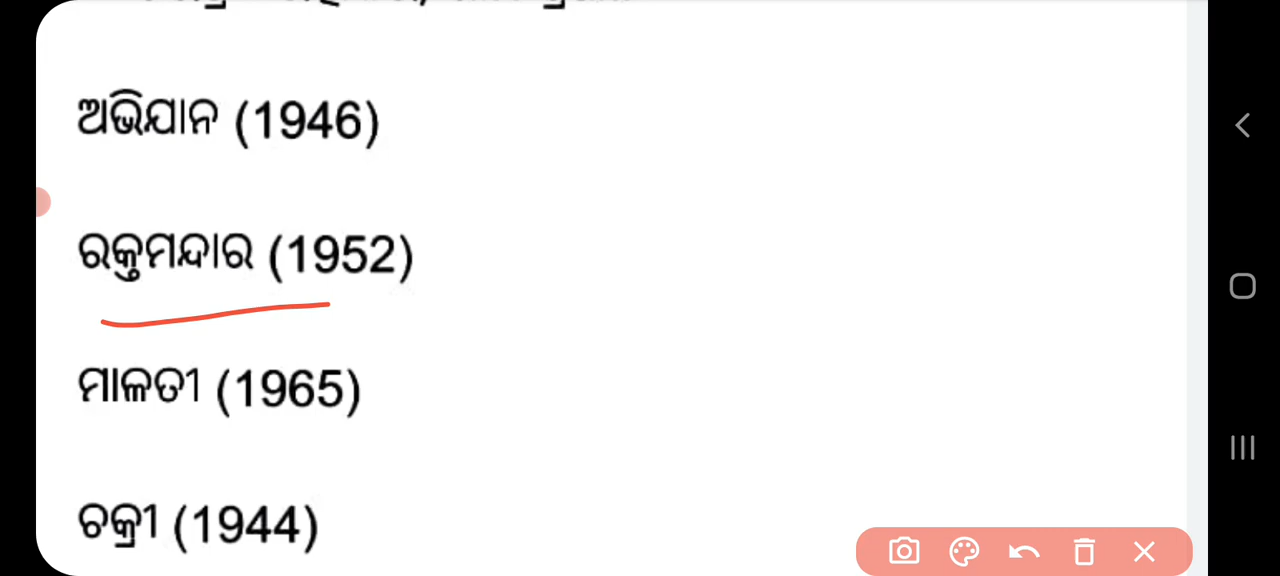 ଅଭିଯାନ (1946)
ରକ୍ତମନ୍ଦାର (1952)
ମାଳତୀ (1965)
ଚକ୍ରୀ (1944)